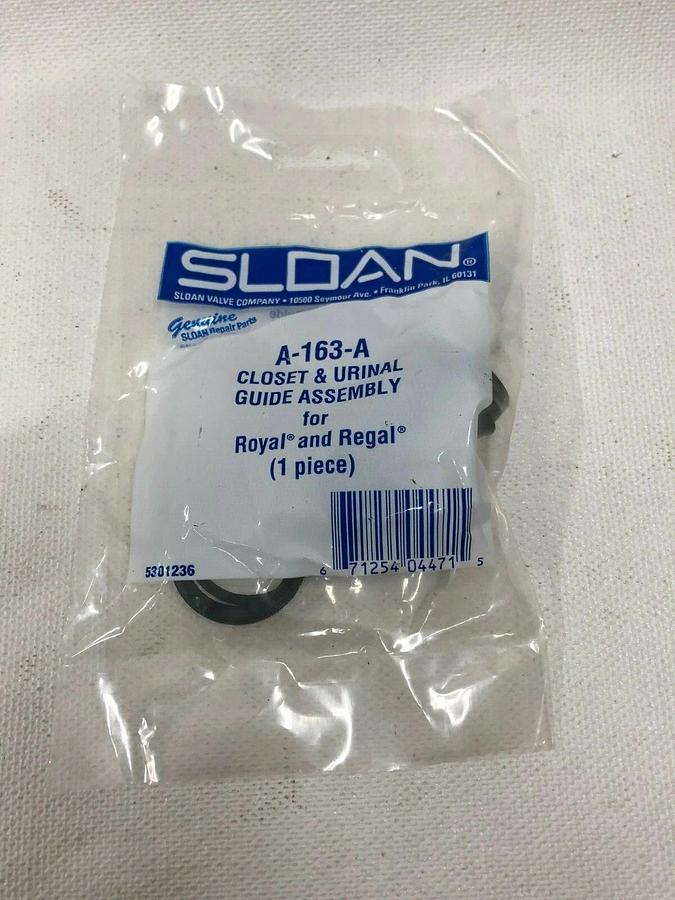 SLOAN®
SLOAN VALVE COMPANY • 10500 Seymour Ave. • Franklin Park, IL 60131
Genuine
SLOAN Repair Parts
A-163-A
CLOSET & URINAL
GUIDE ASSEMBLY
for
Royal® and Regal®
(1 piece)
5301236
6 71254 04471 5